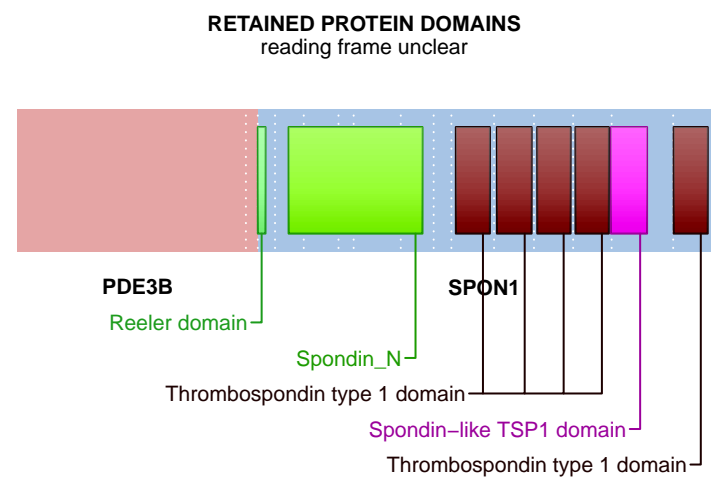 RETAINED PROTEIN DOMAINS
reading frame unclear
PDE3B
SPON1
Reeler domain
Spondin_N
Thrombospondin type 1 domain
Spondin−like TSP1 domain
Thrombospondin type 1 domain